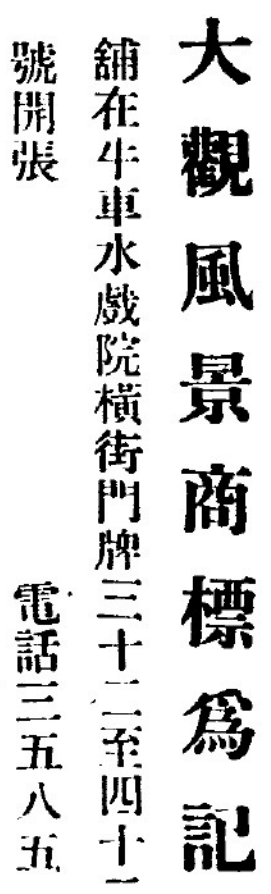 大觀風景商標爲記
舖在牛車水戲院橫街門牌三十二至四十
號開張 電話三五八五